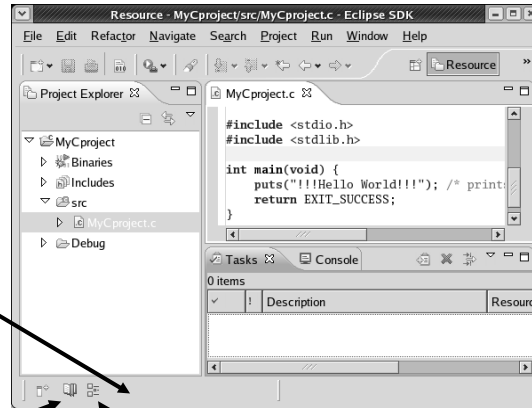 Resource - MyCproject/src/MyCproject.c - Eclipse SDK
File Edit Refactor Navigate Search Project Run Window Help
Resource »
Project Explorer
MyCproject
Binaries
Includes
src
MyCproject.c
Debug
MyCproject.c
#include <stdio.h>
#include <stdlib.h>
int main(void) {
puts("!!!Hello World!!!"); /* print
return EXIT_SUCCESS;
}
Tasks Console
0 items
! Description Resourc